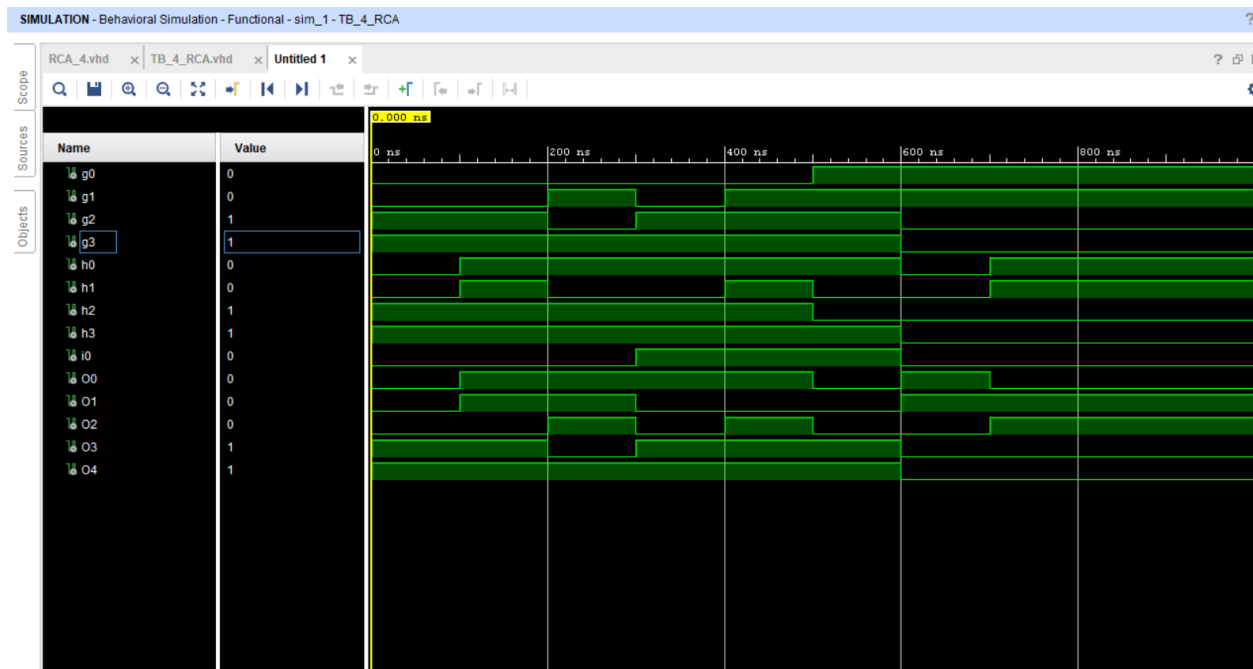 SIMULATION - Behavioral Simulation - Functional - sim_1 - TB_4_RCA ?
RCA_4.vhd × TB_4_RCA.vhd × Untitled 1 × ?
Scope
Sources
Objects
0.000 ns
Name Value
0 ns 200 ns 400 ns 600 ns 800 ns
g0 0
g1 0
g2 1
g3 1
h0 0
h1 0
h2 1
h3 1
i0 0
O0 0
O1 0
O2 0
O3 1
O4 1